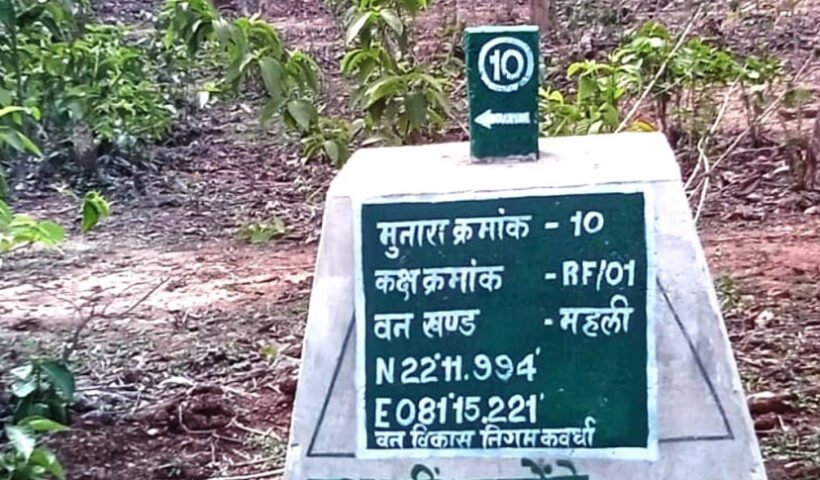 10
मुनारा क्रमांक - 10
कक्ष क्रमांक - RF/01
वन खण्ड - महली
N 22°11.994'
E 081°15.221'
वन विकास निगम कवर्धा